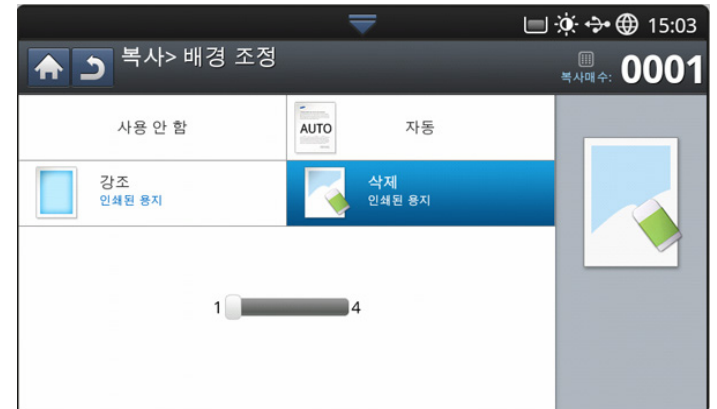 15:03
복사> 배경 조정
복사매수: 0001
사용 안 함
AUTO
자동
강조
인쇄된 용지
삭제
인쇄된 용지
1
4